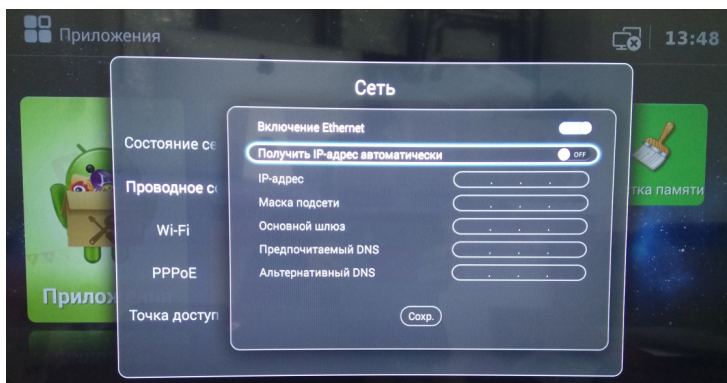 Приложения
13:48
Сеть
Состояние се
Проводное с
Wi-Fi
PPPoE
Точка доступ
Включение Ethernet
Получить IP-адрес автоматически
OFF
IP-адрес
. . .
Маска подсети
. . .
Основной шлюз
. . .
Предпочитаемый DNS
. . .
Альтернативный DNS
. . .
Сохр.
Прилож
тка памяти